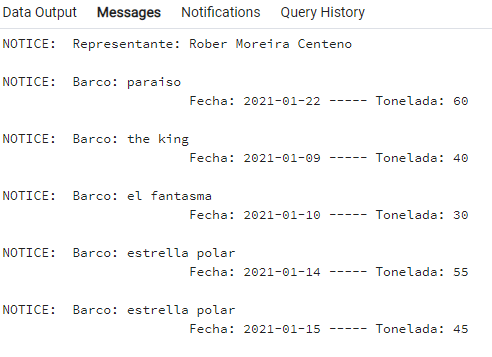 Data Output Messages Notifications Query History
NOTICE: Representante: Rober Moreira Centeno
NOTICE: Barco: paraiso
Fecha: 2021-01-22 ----- Tonelada: 60
NOTICE: Barco: the king
Fecha: 2021-01-09 ----- Tonelada: 40
NOTICE: Barco: el fantasma
Fecha: 2021-01-10 ----- Tonelada: 30
NOTICE: Barco: estrella polar
Fecha: 2021-01-14 ----- Tonelada: 55
NOTICE: Barco: estrella polar
Fecha: 2021-01-15 ----- Tonelada: 45